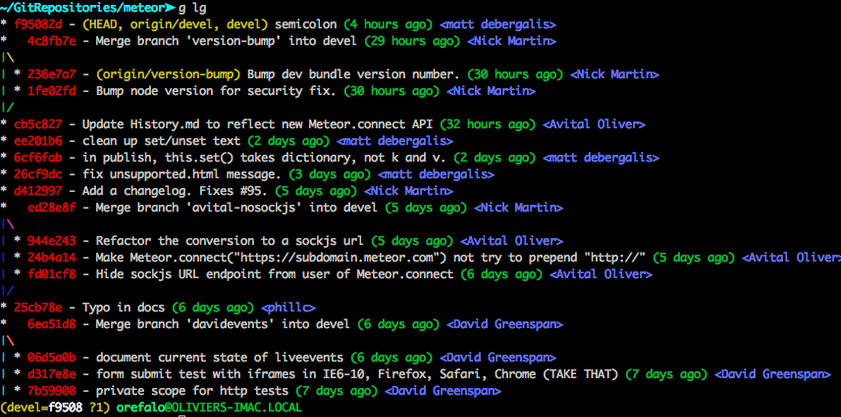 ~/GitRepositories/meteor> g lg
* f95082d - (HEAD, origin/devel, devel) semicolon (4 hours ago) <matt debergalis>
*   4c8fb7e - Merge branch 'version-bump' into devel (29 hours ago) <Nick Martin>
|\
| * 236e7a7 - (origin/version-bump) Bump dev bundle version number. (30 hours ago) <Nick Martin>
| * 1fe02fd - Bump node version for security fix. (30 hours ago) <Nick Martin>
|/
* cb5c827 - Update History.md to reflect new Meteor.connect API (32 hours ago) <Avital Oliver>
* ee201b6 - clean up set/unset text (2 days ago) <matt debergalis>
* 6cf6fab - in publish, this.set() takes dictionary, not k and v. (2 days ago) <matt debergalis>
* 26cf9dc - fix unsupported.html message. (3 days ago) <matt debergalis>
* d412997 - Add a changelog. Fixes #95. (5 days ago) <Nick Martin>
*   ed28e8f - Merge branch 'avital-nosockjs' into devel (5 days ago) <Nick Martin>
|\
| * 944e243 - Refactor the conversion to a sockjs url (5 days ago) <Avital Oliver>
| * 24b4a14 - Make Meteor.connect("https://subdomain.meteor.com") not try to prepend "http://" (5 days ago) <Avital Oliver>
| * fd01cf8 - Hide sockjs URL endpoint from user of Meteor.connect (6 days ago) <Avital Oliver>
|/
* 25cb78e - Typo in docs (6 days ago) <phillc>
*   6ea51d8 - Merge branch 'davidevents' into devel (6 days ago) <David Greenspan>
|\
| * 06d5a0b - document current state of liveevents (6 days ago) <David Greenspan>
| * d317e8e - form submit test with iframes in IE6-10, Firefox, Safari, Chrome (TAKE THAT) (7 days ago) <David Greenspan>
| * 7b59900 - private scope for http tests (7 days ago) <David Greenspan>
(devel=f9508 ?1) orefalo@OLIVIERS-IMAC.LOCAL